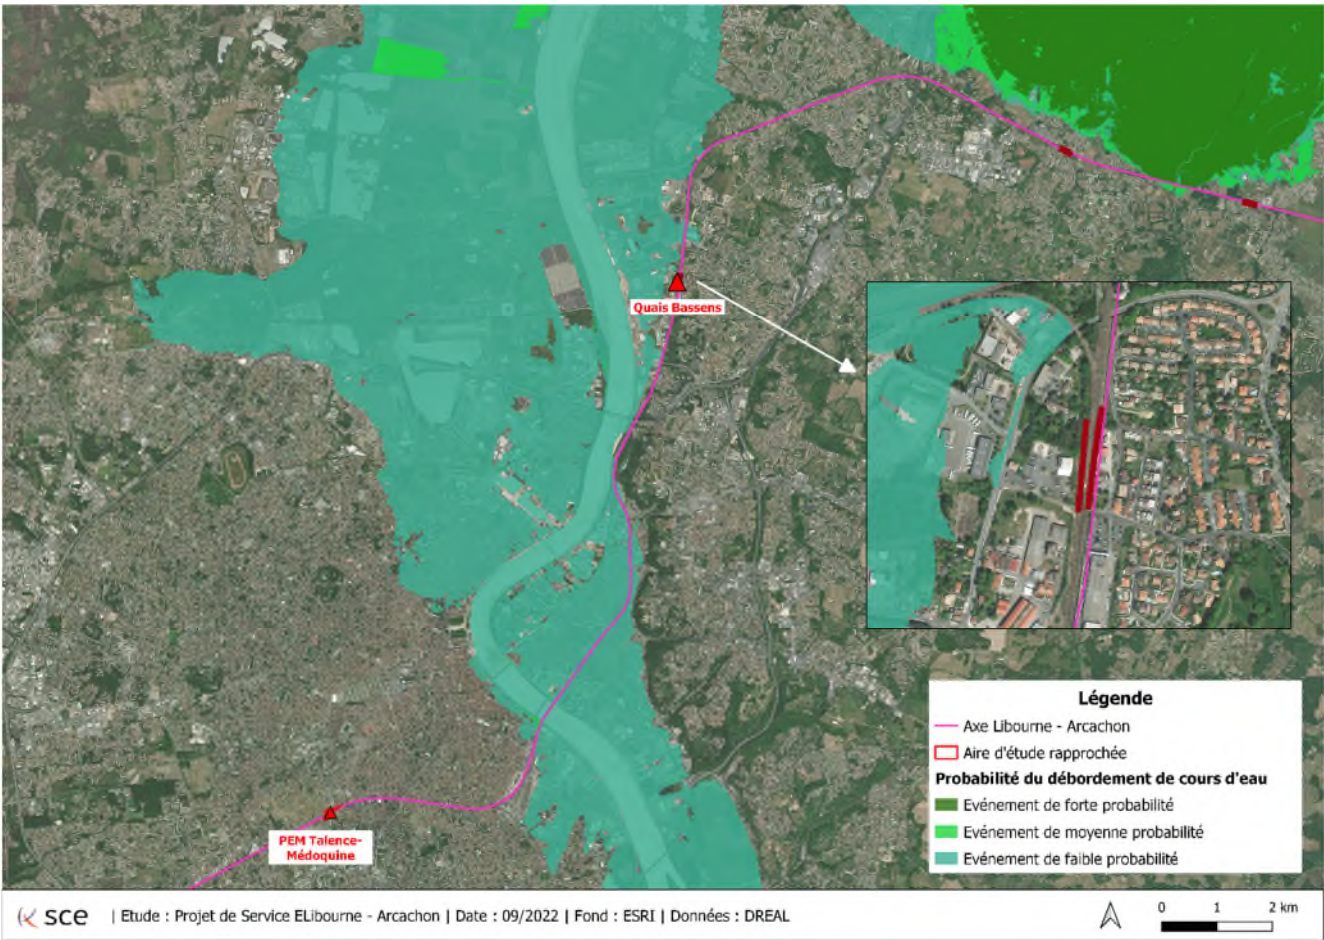 Quais Bassens
PEM Talence-
Médoquine
Légende
Axe Libourne - Arcachon
Aire d'étude rapprochée
Probabilité du débordement de cours d'eau
Evénement de forte probabilité
Evénement de moyenne probabilité
Evénement de faible probabilité
sce | Etude : Projet de Service ELibourne - Arcachon | Date : 09/2022 | Fond : ESRI | Données : DREAL
0 1 2 km